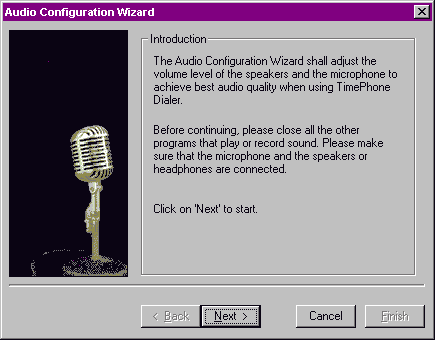 Audio Configuration Wizard
Introduction
The Audio Configuration Wizard shall adjust the
volume level of the speakers and the microphone to
achieve best audio quality when using TimePhone
Dialer.
Before continuing, please close all the other
programs that play or record sound. Please make
sure that the microphone and the speakers or
headphones are connected.
Click on 'Next' to start.
< Back Next > Cancel Finish